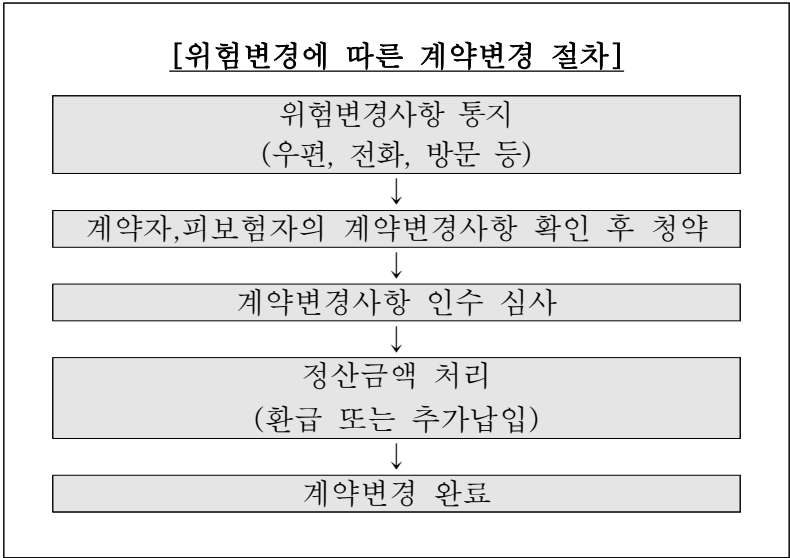 [위험변경에 따른 계약변경 절차]
위험변경사항 통지
(우편, 전화, 방문 등)
↓
계약자,피보험자의 계약변경사항 확인 후 청약
↓
계약변경사항 인수 심사
↓
정산금액 처리
(환급 또는 추가납입)
↓
계약변경 완료